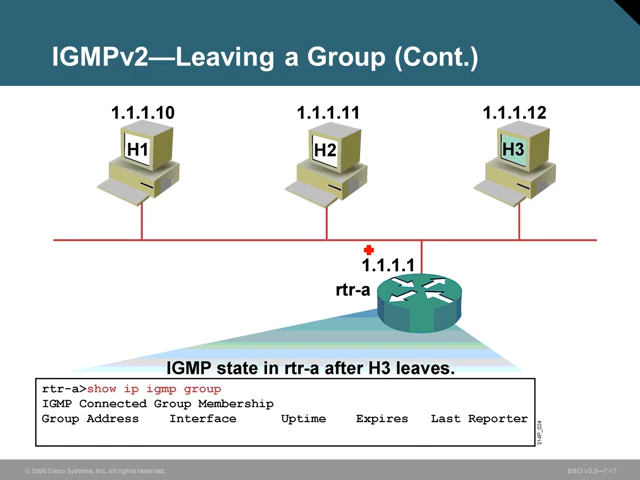 IGMPv2—Leaving a Group (Cont.)
1.1.1.10
1.1.1.11
1.1.1.12
H1
H2
H3
1.1.1.1
rtr-a
IGMP state in rtr-a after H3 leaves.
rtr-a>show ip igmp group
IGMP Connected Group Membership
Group Address Interface Uptime Expires Last Reporter
314P_024
© 2006 Cisco Systems, Inc. All rights reserved.
BSCI v3.0—7-17